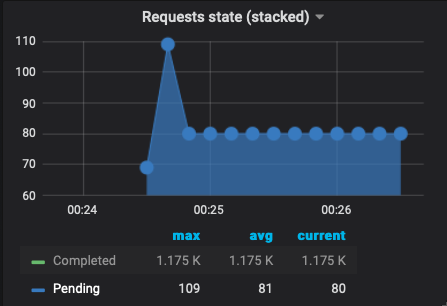 Requests state (stacked)
110
100
90
80
70
60
00:24 00:25 00:26
max avg current
Completed 1.175 K 1.175 K 1.175 K
Pending 109 81 80